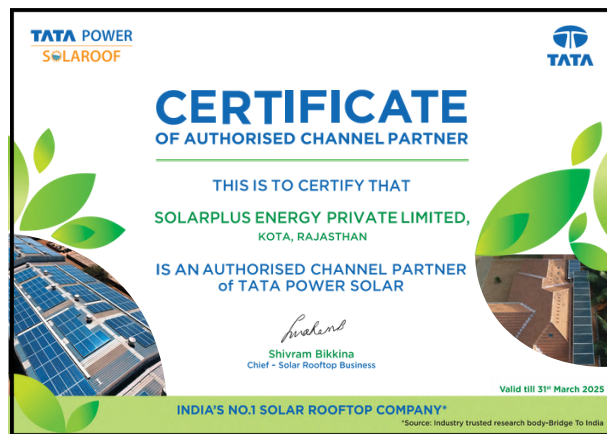 TATA POWER
SOLAROOF
TATA
CERTIFICATE
OF AUTHORISED CHANNEL PARTNER
THIS IS TO CERTIFY THAT
SOLARPLUS ENERGY PRIVATE LIMITED,
KOTA, RAJASTHAN
IS AN AUTHORISED CHANNEL PARTNER
of TATA POWER SOLAR
Shivram Bikkina
Chief - Solar Rooftop Business
Valid till 31st March 2025
INDIA'S NO.1 SOLAR ROOFTOP COMPANY*
*Source: Industry trusted research body-Bridge To India